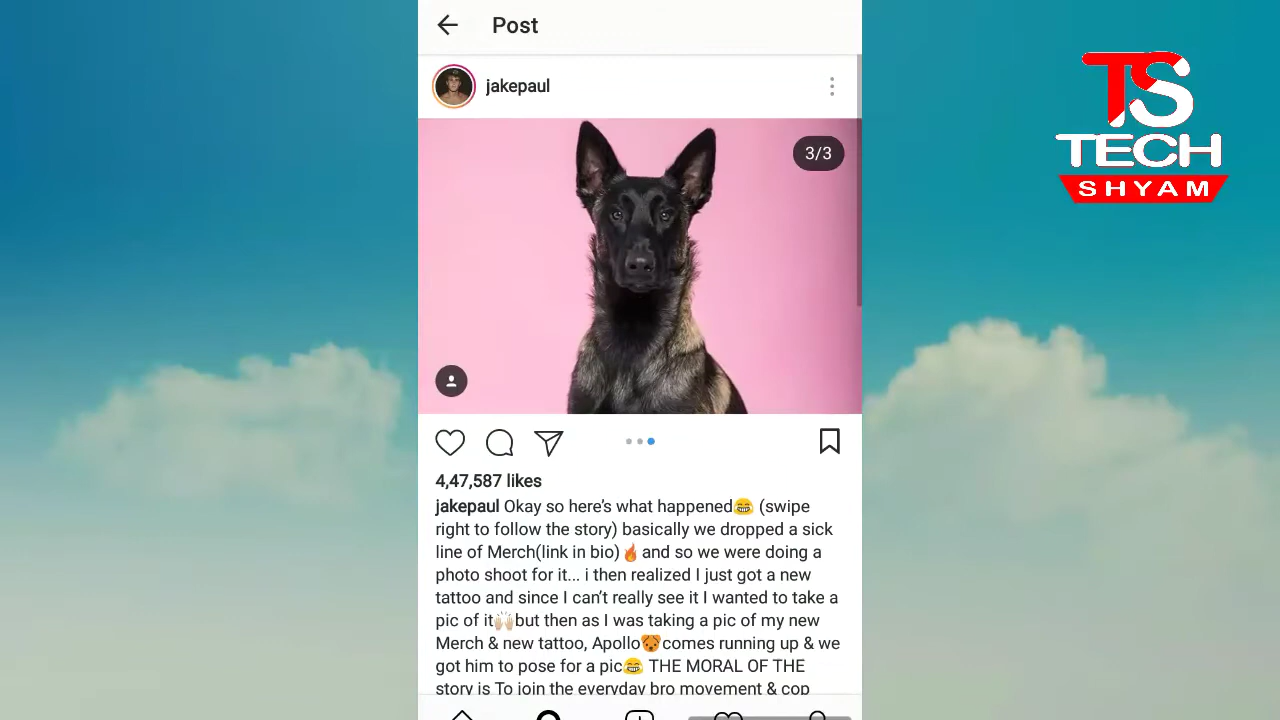 Post
jakepaul
3/3
TS
TECH
SHYAM
4,47,587 likes
jakepaul Okay so here’s what happened😂 (swipe
right to follow the story) basically we dropped a sick
line of Merch(link in bio)🔥and so we were doing a
photo shoot for it... i then realized I just got a new
tattoo and since I can’t really see it I wanted to take a
pic of it🙌🏼but then as I was taking a pic of my new
Merch & new tattoo, Apollo🐶comes running up & we
got him to pose for a pic😂 THE MORAL OF THE
story is To join the everyday bro movement & cop